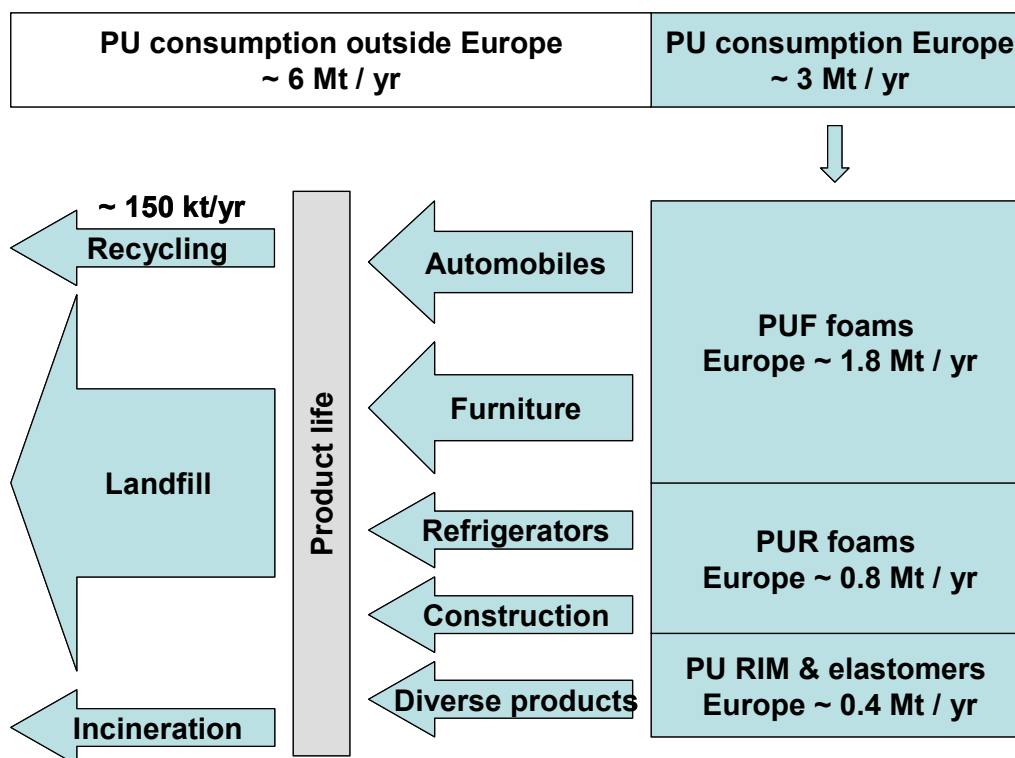 PU consumption outside Europe
~ 6 Mt / yr
PU consumption Europe
~ 3 Mt / yr
~ 150 kt/yr
Recycling
Landfill
Incineration
Product life
Automobiles
Furniture
Refrigerators
Construction
Diverse products
PUF foams
Europe ~ 1.8 Mt / yr
PUR foams
Europe ~ 0.8 Mt / yr
PU RIM & elastomers
Europe ~ 0.4 Mt / yr